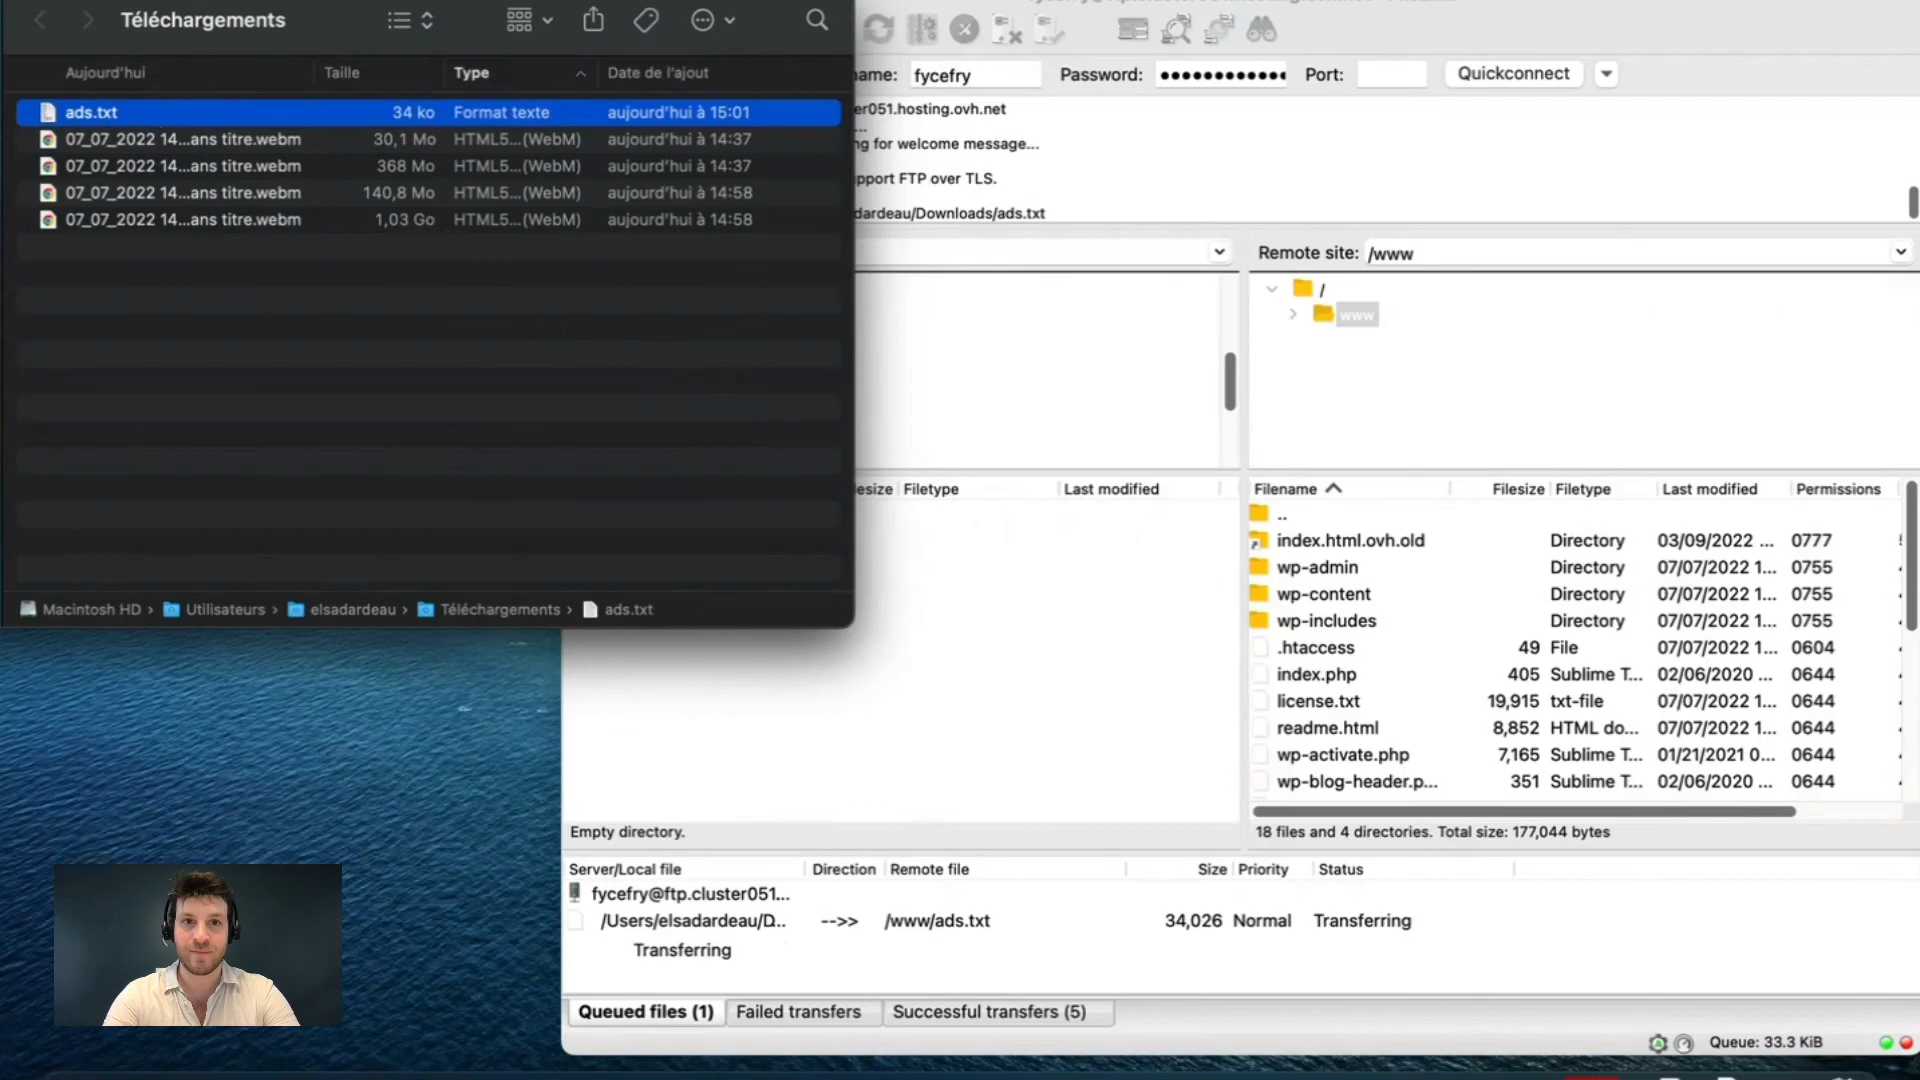 Téléchargements
Aujourd'hui Taille Type Date de l'ajout
ads.txt 34 ko Format texte aujourd'hui à 15:01
07_07_2022 14...ans titre.webm 30,1 Mo HTML5...(WebM) aujourd'hui à 14:37
07_07_2022 14...ans titre.webm 368 Mo HTML5...(WebM) aujourd'hui à 14:37
07_07_2022 14...ans titre.webm 140,8 Mo HTML5...(WebM) aujourd'hui à 14:58
07_07_2022 14...ans titre.webm 1,03 Go HTML5...(WebM) aujourd'hui à 14:58
Macintosh HD › Utilisateurs › elsadardeau › Téléchargements › ads.txt
ame: fycefry Password: ●●●●●●●●●●●● Port: Quickconnect
er051.hosting.ovh.net
...
ng for welcome message...
pport FTP over TLS.
dardeau/Downloads/ads.txt
Remote site: /www
/
www
esize Filetype Last modified
Empty directory.
Filename Filesize Filetype Last modified Permissions
..
index.html.ovh.old Directory 03/09/2022 ... 0777
wp-admin Directory 07/07/2022 1... 0755
wp-content Directory 07/07/2022 1... 0755
wp-includes Directory 07/07/2022 1... 0755
.htaccess 49 File 07/07/2022 1... 0604
index.php 405 Sublime T... 02/06/2020 ... 0644
license.txt 19,915 txt-file 07/07/2022 1... 0644
readme.html 8,852 HTML do... 07/07/2022 1... 0644
wp-activate.php 7,165 Sublime T... 01/21/2021 0... 0644
wp-blog-header.p... 351 Sublime T... 02/06/2020 ... 0644
18 files and 4 directories. Total size: 177,044 bytes
Server/Local file Direction Remote file Size Priority Status
fycefry@ftp.cluster051...
/Users/elsadardeau/D.. -->> /www/ads.txt 34,026 Normal Transferring
Transferring
Queued files (1) Failed transfers Successful transfers (5)
Queue: 33.3 KiB